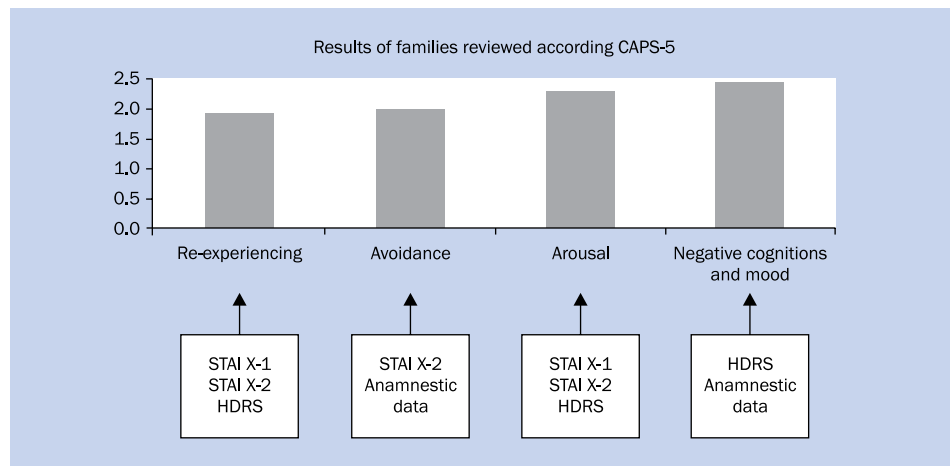 Results of families reviewed according CAPS-5
2.5
2.0
1.5
1.0
0.5
0.0
Re-experiencing
Avoidance
Arousal
Negative cognitions
and mood
STAI X-1
STAI X-2
HDRS
STAI X-2
Anamnestic
data
STAI X-1
STAI X-2
HDRS
HDRS
Anamnestic
data